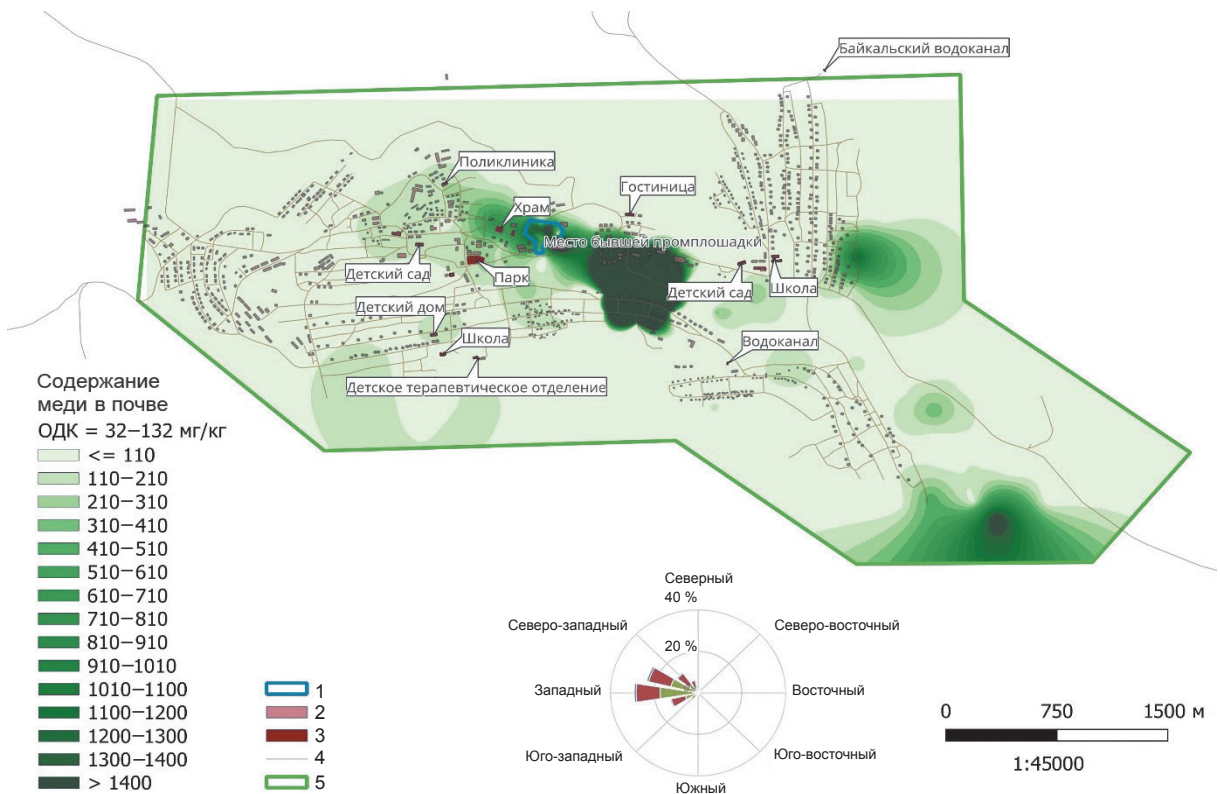 Байкальский водоканал
Поликлиника
Гостиница
Храм
Место бывшей промплошадки
Детский сад
Парк
Детский сад
Школа
Детский дом
Школа
Водоканал
Детское терапевтическое отделение
Содержание
меди в почве
ОДК = 32–132 мг/кг
<= 110
110–210
210–310
310–410
410–510
510–610
610–710
710–810
810–910
910–1010
1010–1100
1100–1200
1200–1300
1300–1400
> 1400
1
2
3
4
5
Северный
40 %
Северо-западный
Северо-восточный
20 %
Западный
Восточный
Юго-западный
Юго-восточный
Южный
0 750 1500 м
1:45000